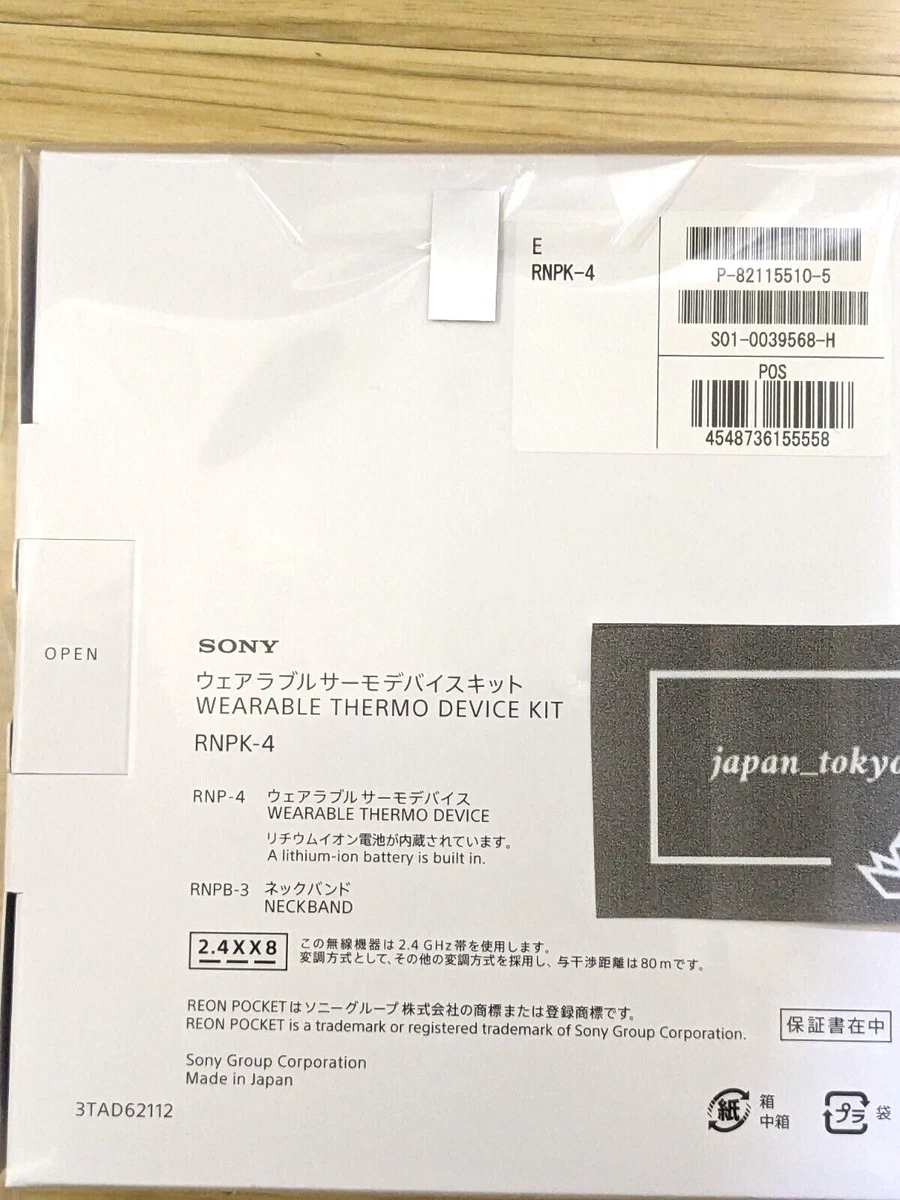 E
RNPK-4
P-82115510-5
S01-0039568-H
POS
4548736155558
OPEN
SONY
ウェアラブルサーモデバイスキット
WEARABLE THERMO DEVICE KIT
RNPK-4
RNP-4 ウェアラブルサーモデバイス
WEARABLE THERMO DEVICE
リチウムイオン電池が内蔵されています。
A lithium-ion battery is built in.
RNPB-3 ネックバンド
NECKBAND
japan_tokyo
2.4XX8
この無線機器は2.4 GHz帯を使用します。
変調方式として、その他の変調方式を採用し、与干渉距離は80mです。
REON POCKETはソニーグループ株式会社の商標または登録商標です。
REON POCKET is a trademark or registered trademark of Sony Group Corporation.
保証書在中
Sony Group Corporation
Made in Japan
3TAD62112
紙 箱
中箱
プラ 袋